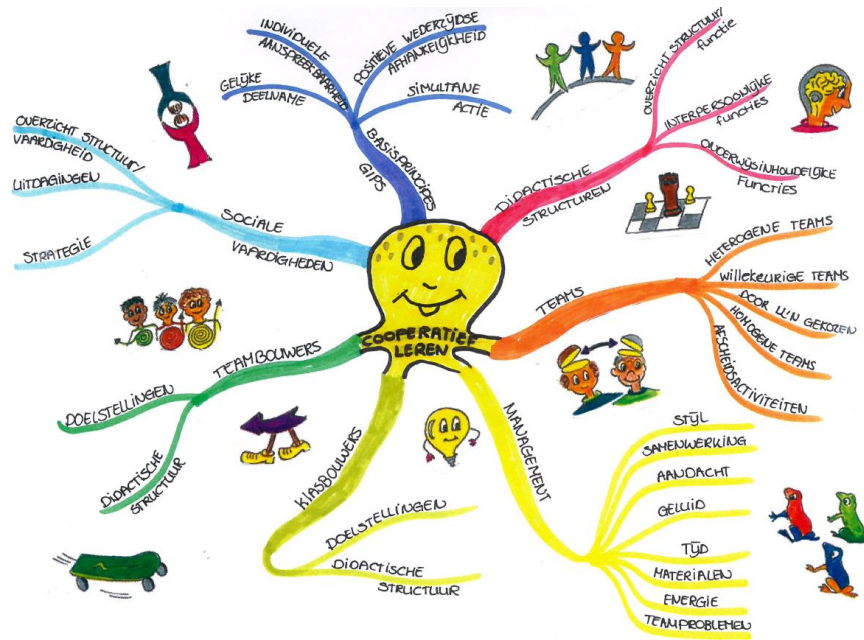 COOPERATIEF
LEREN
BASISPRINCIPES
GIPS
GELIJKE
DEELNAME
INDIVIDUELE
AANSPREEKBAARHEID
POSITIEVE WEDERZIJDSE
AFHANKELIJKHEID
SIMULTANE
ACTIE
DIDACTISCHE
STRUCTUREN
OVERZICHT STRUCTUUR/
functie
INTERPERSOONLIJKE
functies
ONDERWIJSINHOUDELIJKE
FUNCTIES
TEAMS
HETEROGENE TEAMS
WILLEKEURIGE TEAMS
DOOR LL'N GEKOZEN
HOMOGENE TEAMS
AFSCHEIDSACTIVITEITEN
MANAGEMENT
STIJL
SAMENWERKING
AANDACHT
GELUID
TIJD
MATERIALEN
ENERGIE
TEAMPROBLEMEN
KLASBOUWERS
DOELSTELLINGEN
DIDACTISCHE
STRUCTUUR
TEAMBOUWERS
DOELSTELLINGEN
DIDACTISCHE
STRUCTUUR
SOCIALE
VAARDIGHEDEN
OVERZICHT STUCTUUR/
VAARDIGHEID
UITDAGINGEN
STRATEGIE